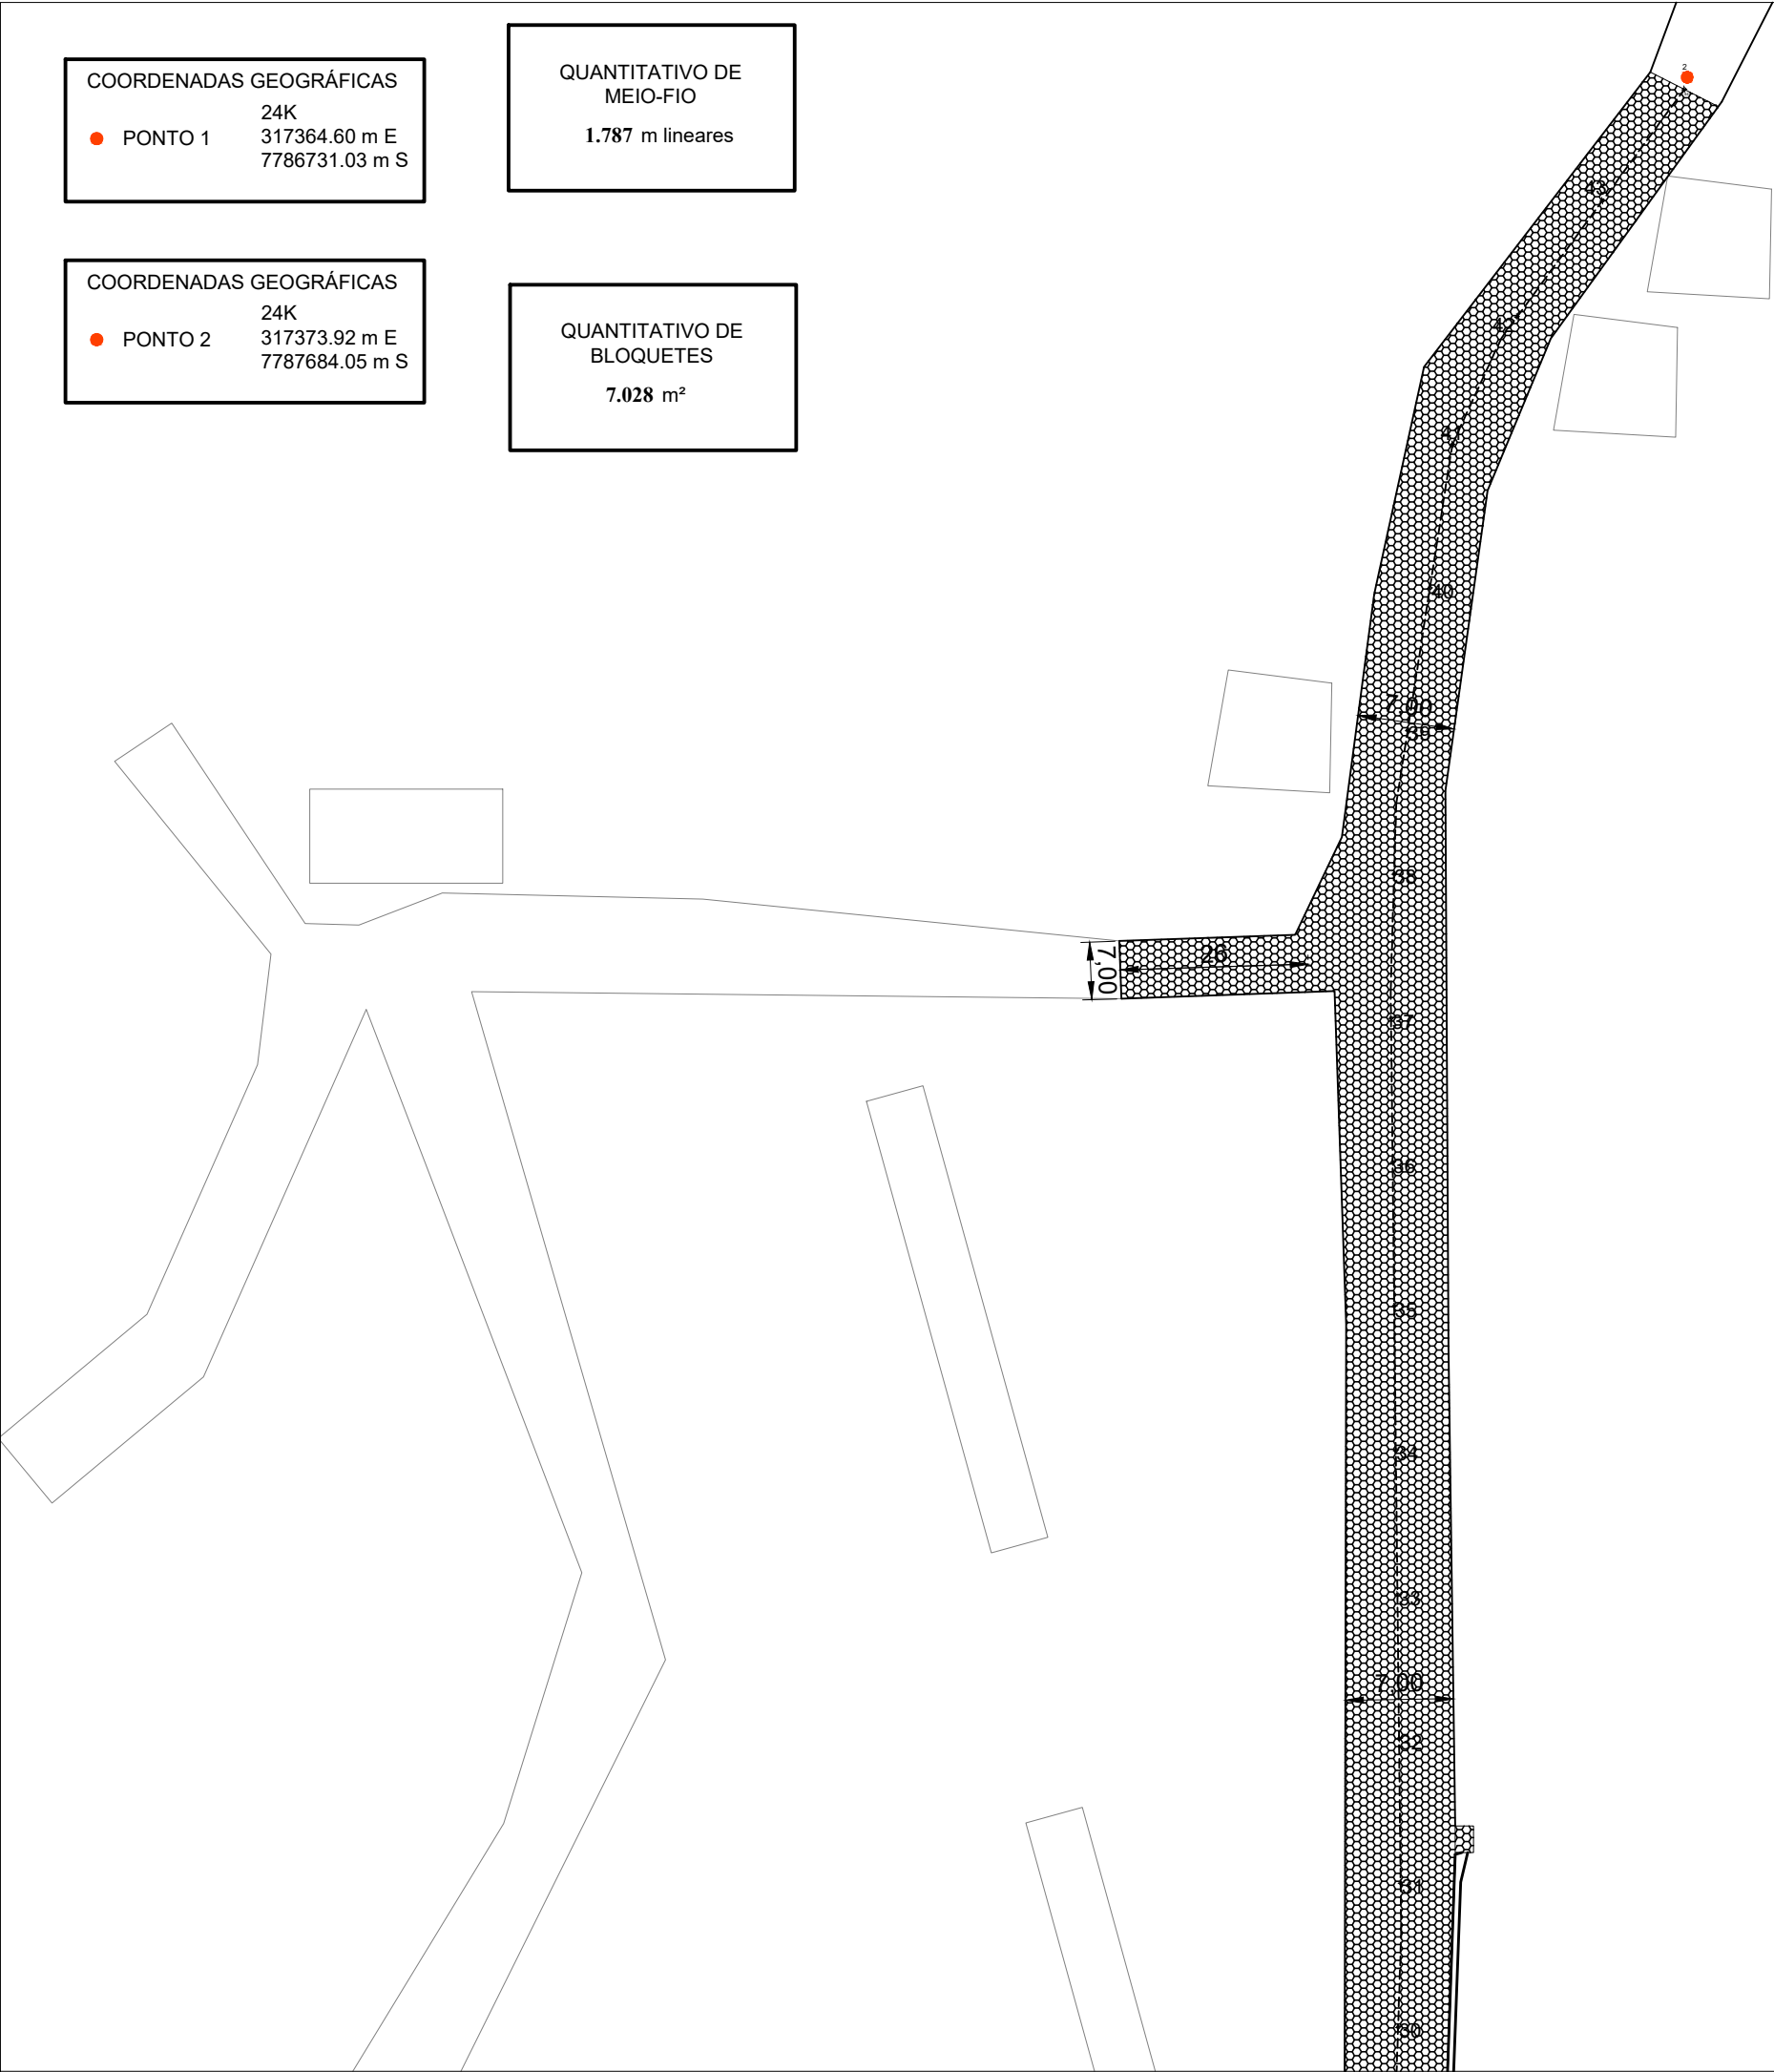 COORDENADAS GEOGRÁFICAS
24K
PONTO 1 317364.60 m E
7786731.03 m S
QUANTITATIVO DE
MEIO-FIO
1.787 m lineares
COORDENADAS GEOGRÁFICAS
24K
PONTO 2 317373.92 m E
7787684.05 m S
QUANTITATIVO DE
BLOQUETES
7.028 m²
2
43
42
41
40
7,00
39
38
7,00
26
37
36
35
34
33
7,00
32
31
30